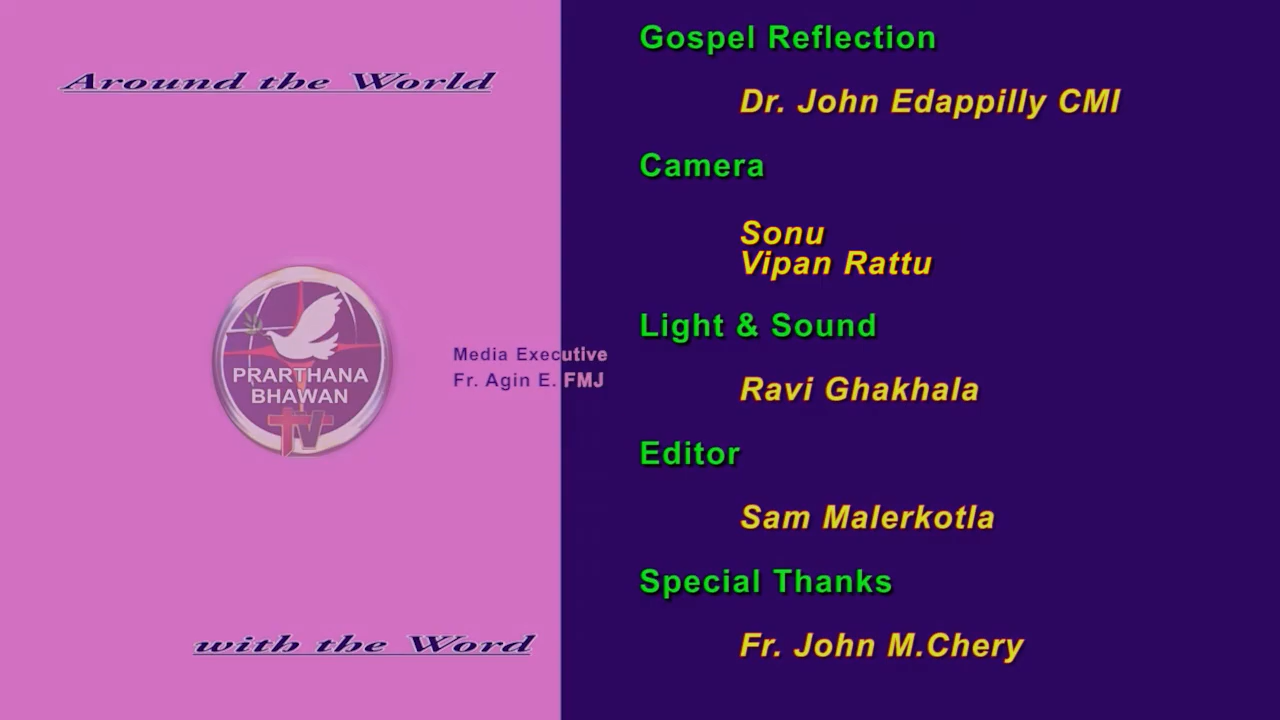 Around the World
PRARTHANA
BHAWAN
TV
Media Executive
Fr. Agin E. FMJ
with the Word
Gospel Reflection
Dr. John Edappilly CMI
Camera
Sonu
Vipan Rattu
Light & Sound
Ravi Ghakhala
Editor
Sam Malerkotla
Special Thanks
Fr. John M.Chery